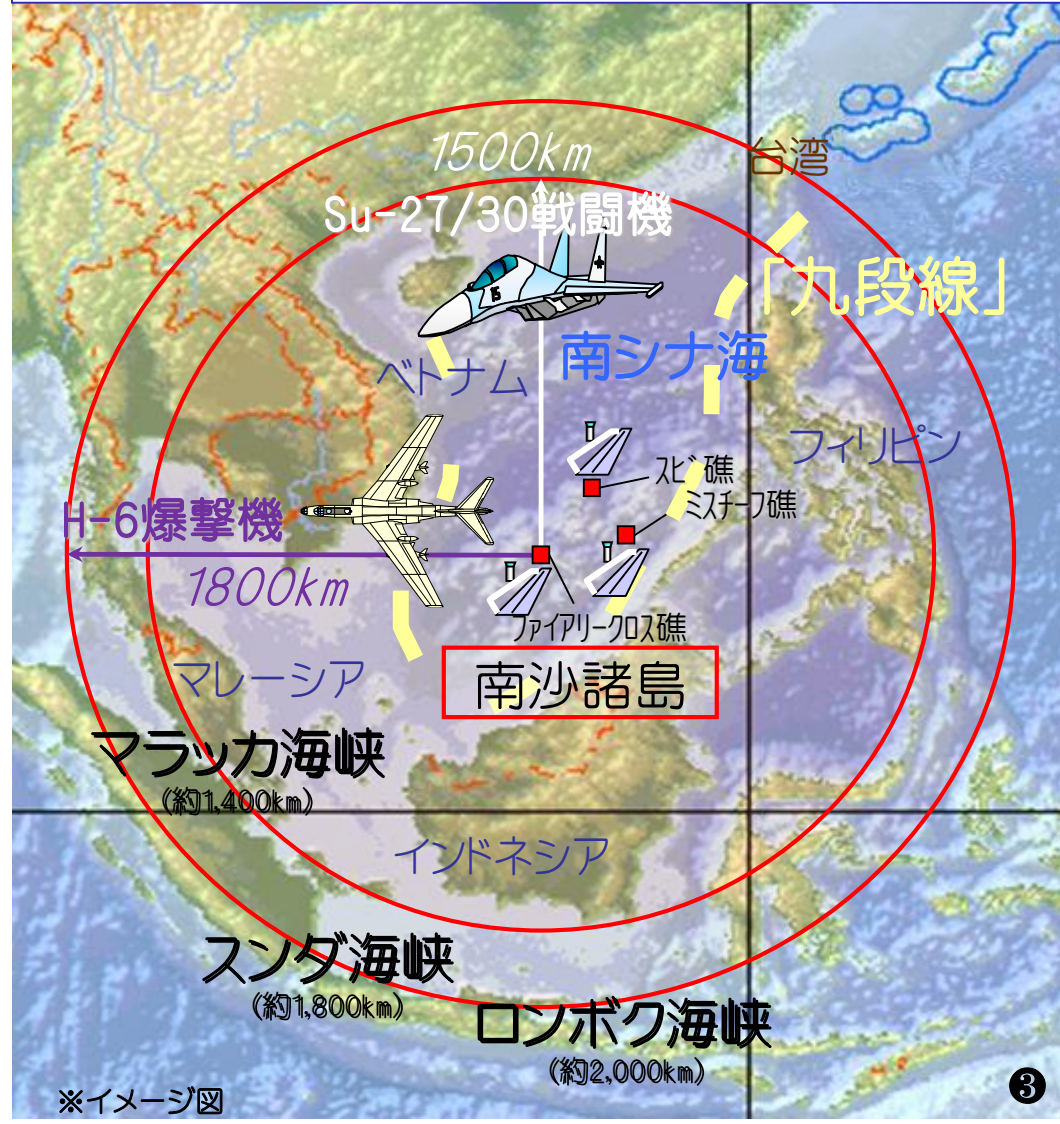 1500km
台湾
Su-27/30戦闘機
「九段線」
15
南シナ海
ベトナム
フィリピン
スビ礁
ミスチーフ礁
H-6爆撃機
1800km
ファイアリークロス礁
マレーシア
南沙諸島
マラッカ海峡
(約1,400km)
インドネシア
スンダ海峡
(約1,800km)
ロンボク海峡
(約2,000km)
※イメージ図
❸